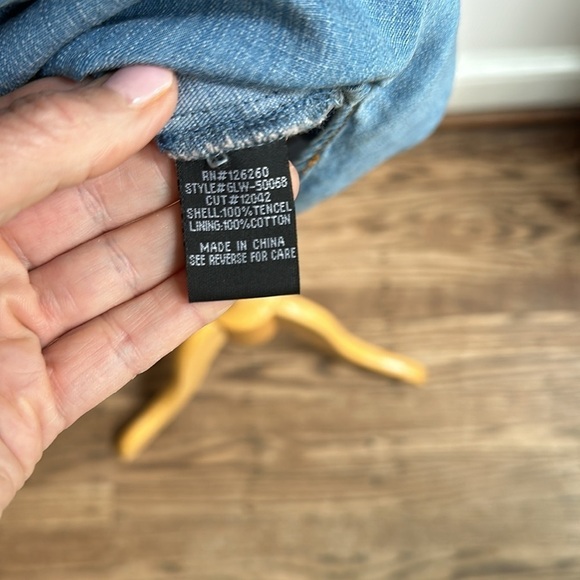 RN#126260
STYLE#GLW-50068
CUT#12042
SHELL:100%TENCEL
LINING:100%COTTON
MADE IN CHINA
SEE REVERSE FOR CARE